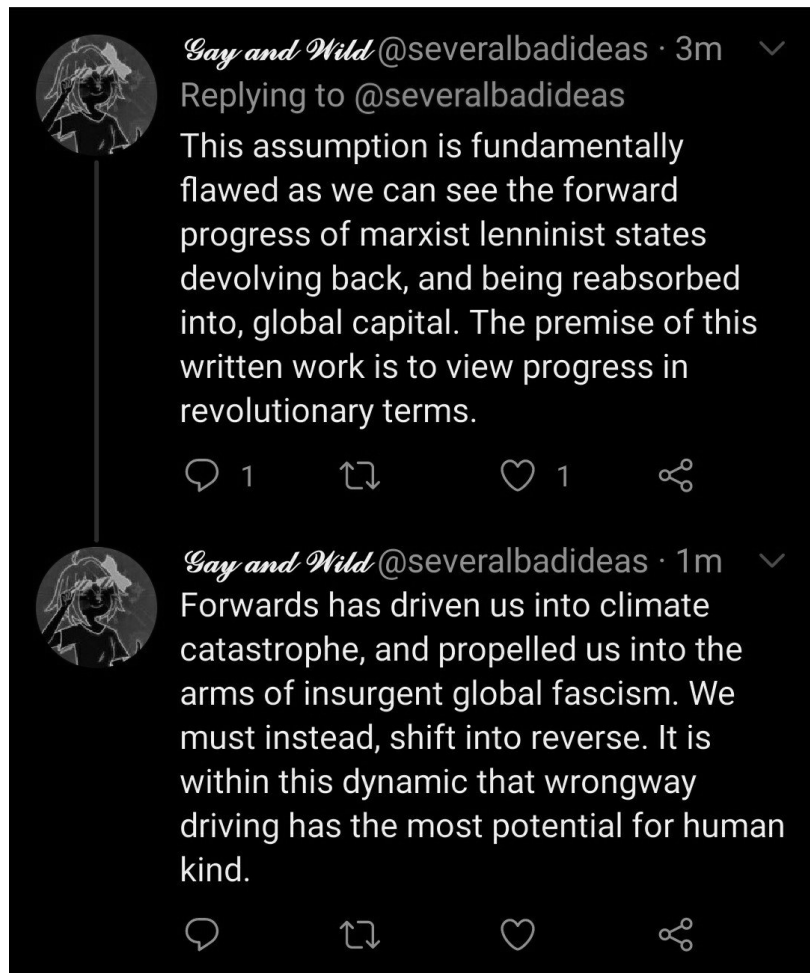 Gay and Wild @severalbadideas · 3m
Replying to @severalbadideas
This assumption is fundamentally
flawed as we can see the forward
progress of marxist lenninist states
devolving back, and being reabsorbed
into, global capital. The premise of this
written work is to view progress in
revolutionary terms.
1 1
Gay and Wild @severalbadideas · 1m
Forwards has driven us into climate
catastrophe, and propelled us into the
arms of insurgent global fascism. We
must instead, shift into reverse. It is
within this dynamic that wrongway
driving has the most potential for human
kind.